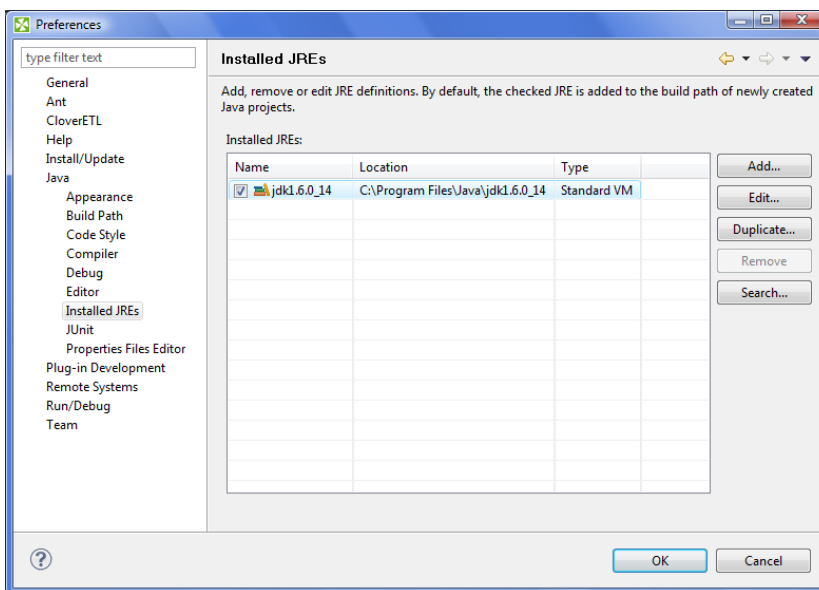 Preferences
type filter text
General
Ant
CloverETL
Help
Install/Update
Java
Appearance
Build Path
Code Style
Compiler
Debug
Editor
Installed JREs
JUnit
Properties Files Editor
Plug-in Development
Remote Systems
Run/Debug
Team
Installed JREs
Add, remove or edit JRE definitions. By default, the checked JRE is added to the build path of newly created
Java projects.
Installed JREs:
Name Location Type
jdk1.6.0_14 C:\Program Files\Java\jdk1.6.0_14 Standard VM
Add...
Edit...
Duplicate...
Remove
Search...
?
OK Cancel